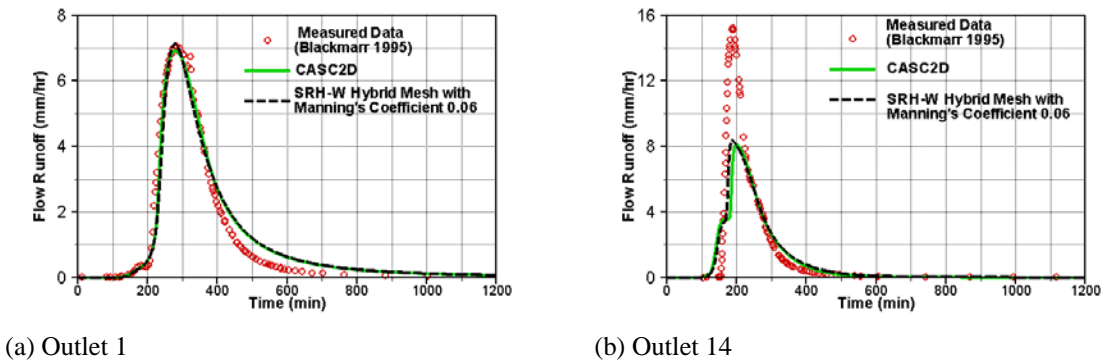 8
6
4
2
0
Flow Runoff (mm/hr)
Measured Data
(Blackmarr 1995)
CASC2D
SRH-W Hybrid Mesh with
Manning's Coefficient 0.06
0 200 400 600 800 1000 1200
Time (min)
(a) Outlet 1
16
12
8
4
0
Flow Runoff (mm/hr)
Measured Data
(Blackmarr 1995)
CASC2D
SRH-W Hybrid Mesh with
Manning's Coefficient 0.06
0 200 400 600 800 1000 1200
Time (min)
(b) Outlet 14